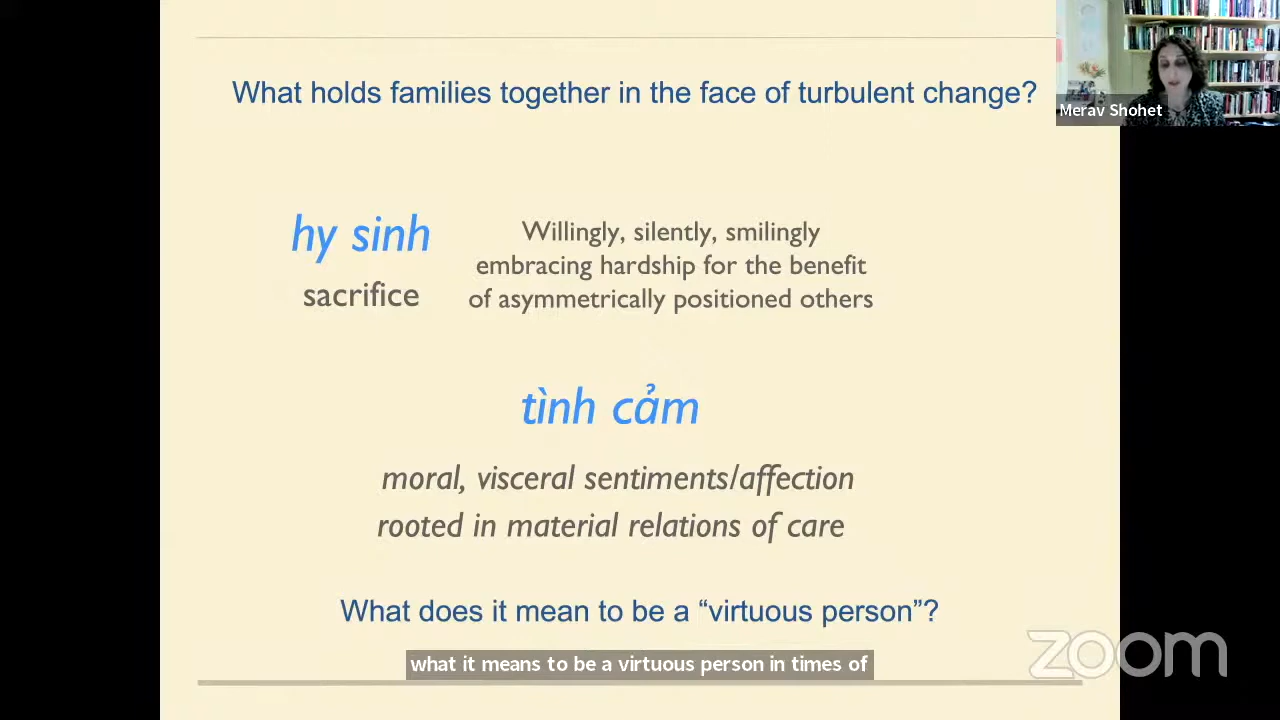 What holds families together in the face of turbulent change?
Merav Shohet
hy sinh
sacrifice
Willingly, silently, smilingly
embracing hardship for the benefit
of asymmetrically positioned others
tình cảm
moral, visceral sentiments/affection
rooted in material relations of care
What does it mean to be a “virtuous person”?
what it means to be a virtuous person in times of
zoom